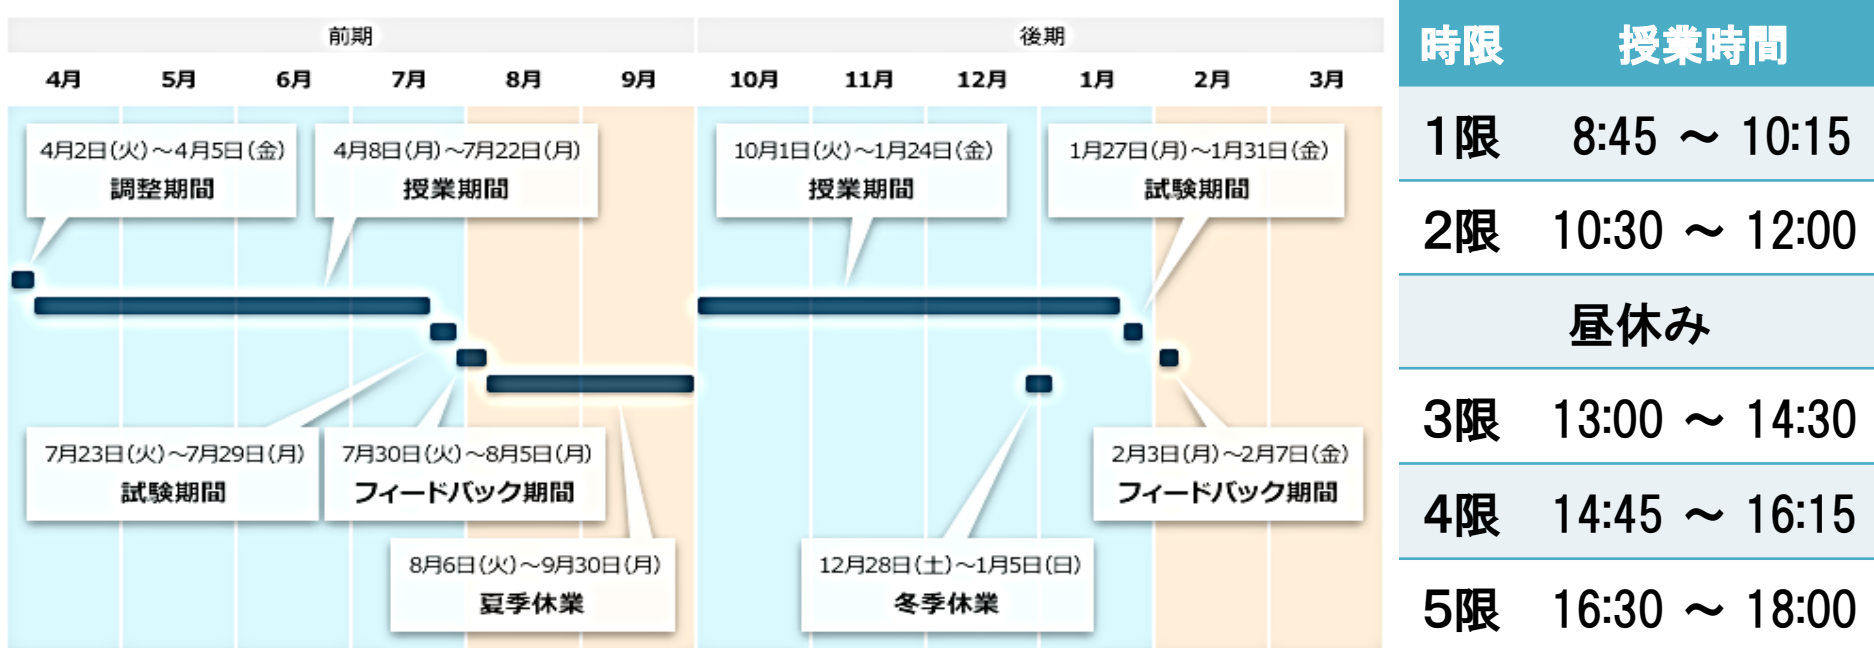 前期
後期
4月 5月 6月 7月 8月 9月 10月 11月 12月 1月 2月 3月
4月2日(火)～4月5日(金)
調整期間
4月8日(月)～7月22日(月)
授業期間
10月1日(火)～1月24日(金)
授業期間
1月27日(月)～1月31日(金)
試験期間
7月23日(火)～7月29日(月)
試験期間
7月30日(火)～8月5日(月)
フィードバック期間
2月3日(月)～2月7日(金)
フィードバック期間
8月6日(火)～9月30日(月)
夏季休業
12月28日(土)～1月5日(日)
冬季休業
時限 授業時間
1限 8:45 ～ 10:15
2限 10:30 ～ 12:00
昼休み
3限 13:00 ～ 14:30
4限 14:45 ～ 16:15
5限 16:30 ～ 18:00